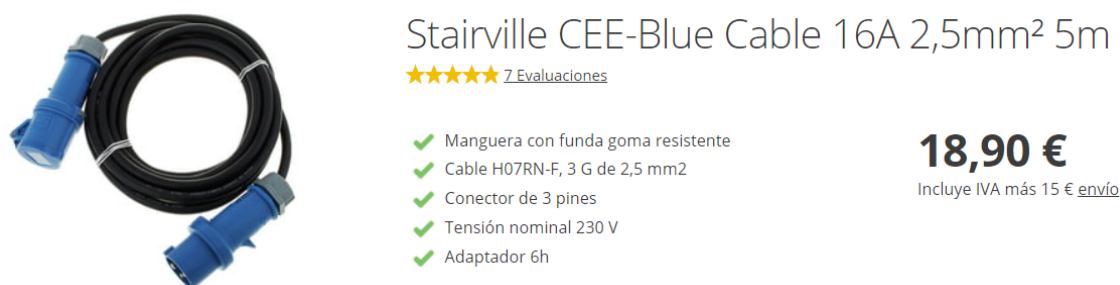 Stairville CEE-Blue Cable 16A 2,5mm² 5m
7 Evaluaciones
Manguera con funda goma resistente
Cable H07RN-F, 3 G de 2,5 mm2
Conector de 3 pines
Tensión nominal 230 V
Adaptador 6h
18,90 €
Incluye IVA más 15 € envío